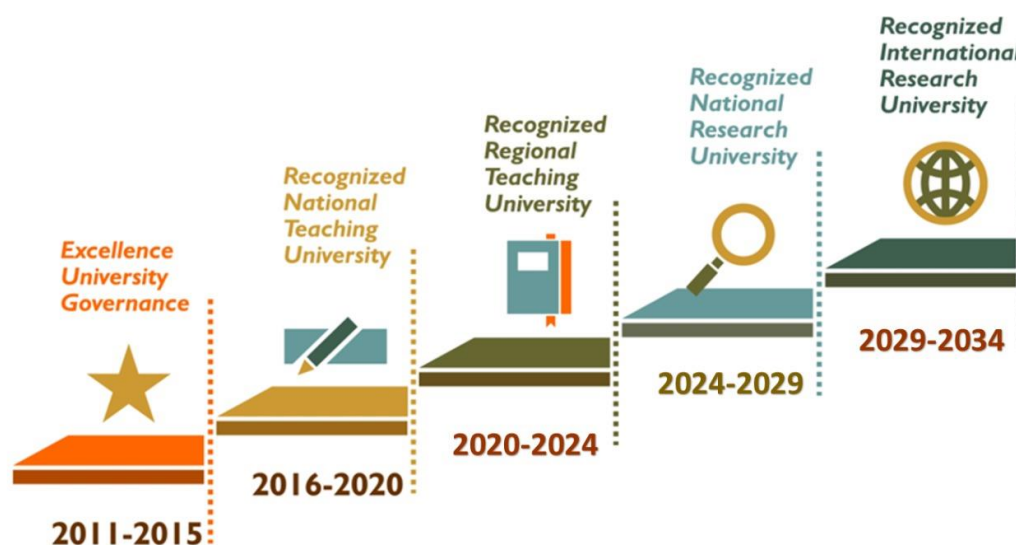 Excellence
University
Governance
2011-2015
Recognized
National
Teaching
University
2016-2020
Recognized
Regional
Teaching
University
2020-2024
Recognized
National
Research
University
2024-2029
Recognized
International
Research
University
2029-2034